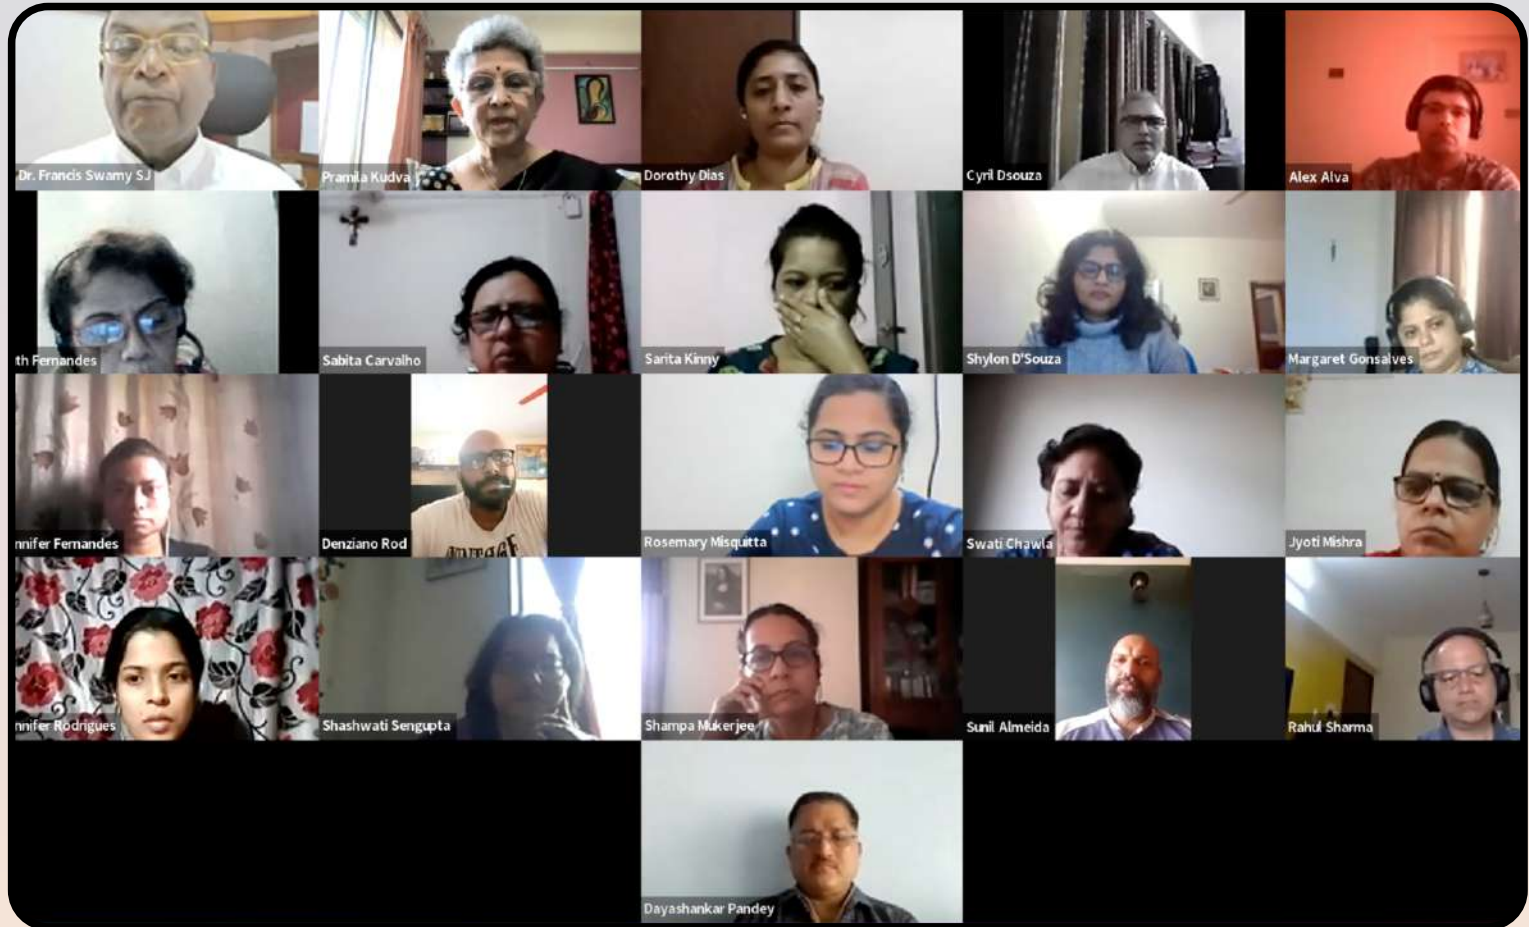 Dr. Francis Swamy SJ
Pramila Kudva
Dorothy Dias
Cyril Dsouza
Alex Alva
th Fernandes
Sabita Carvalho
Sarita Kinny
Shylon D'Souza
Margaret Gonsalves
nnifer Fernandes
Denziano Rod
Rosemary Misquitta
Swati Chawla
Jyoti Mishra
nnifer Rodrigues
Shashwati Sengupta
Shampa Mukerjee
Sunil Almeida
Rahul Sharma
Dayashankar Pandey